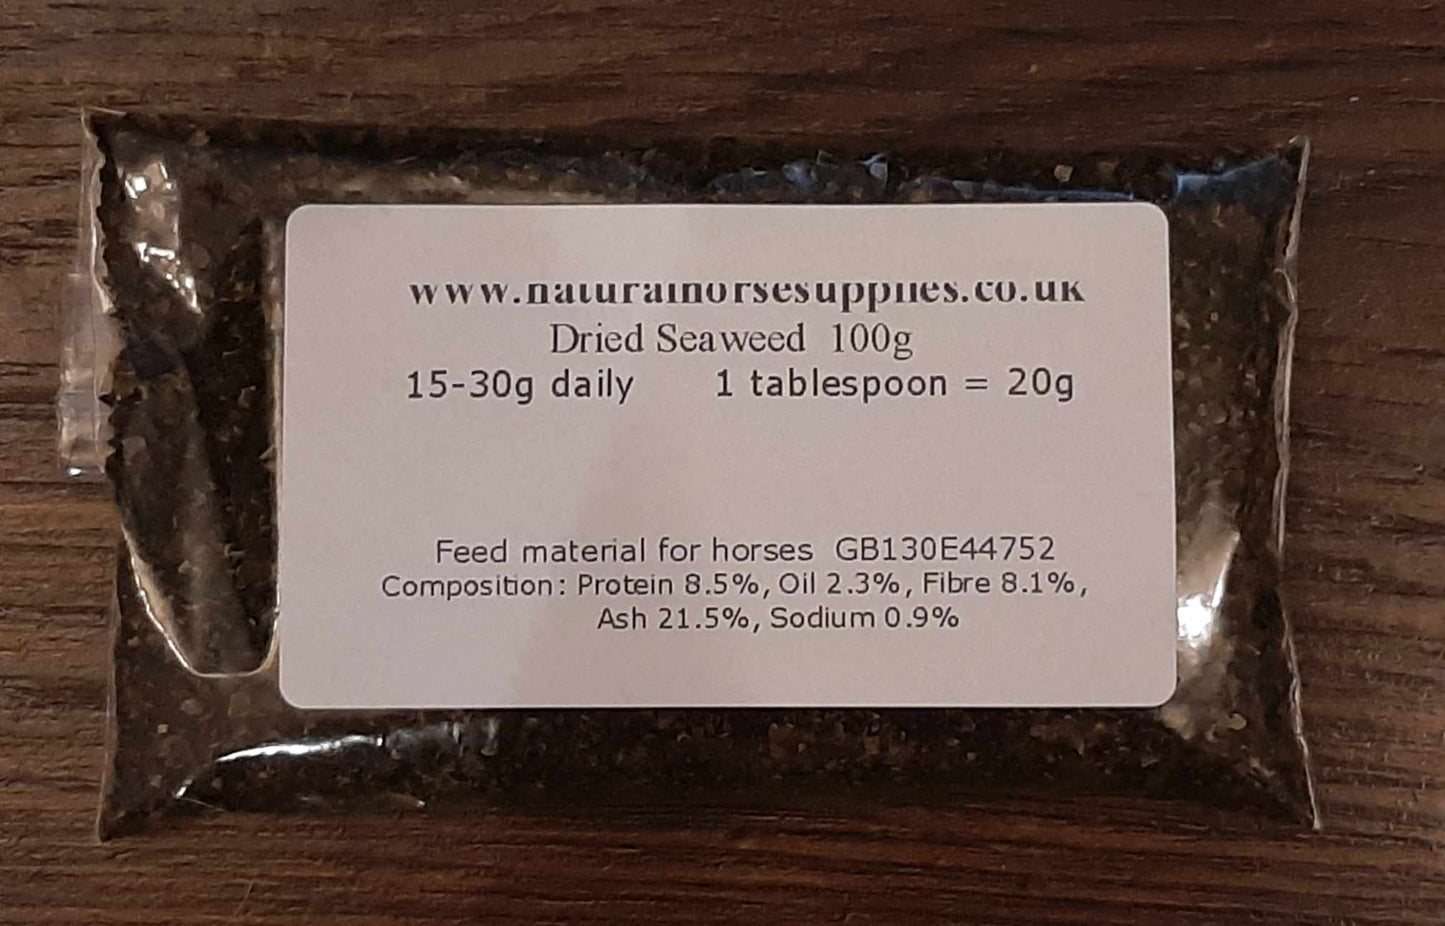 www.naturalhorsesupplies.co.uk
Dried Seaweed 100g
15-30g daily 1 tablespoon = 20g
Feed material for horses GB130E44752
Composition: Protein 8.5%, Oil 2.3%, Fibre 8.1%,
Ash 21.5%, Sodium 0.9%